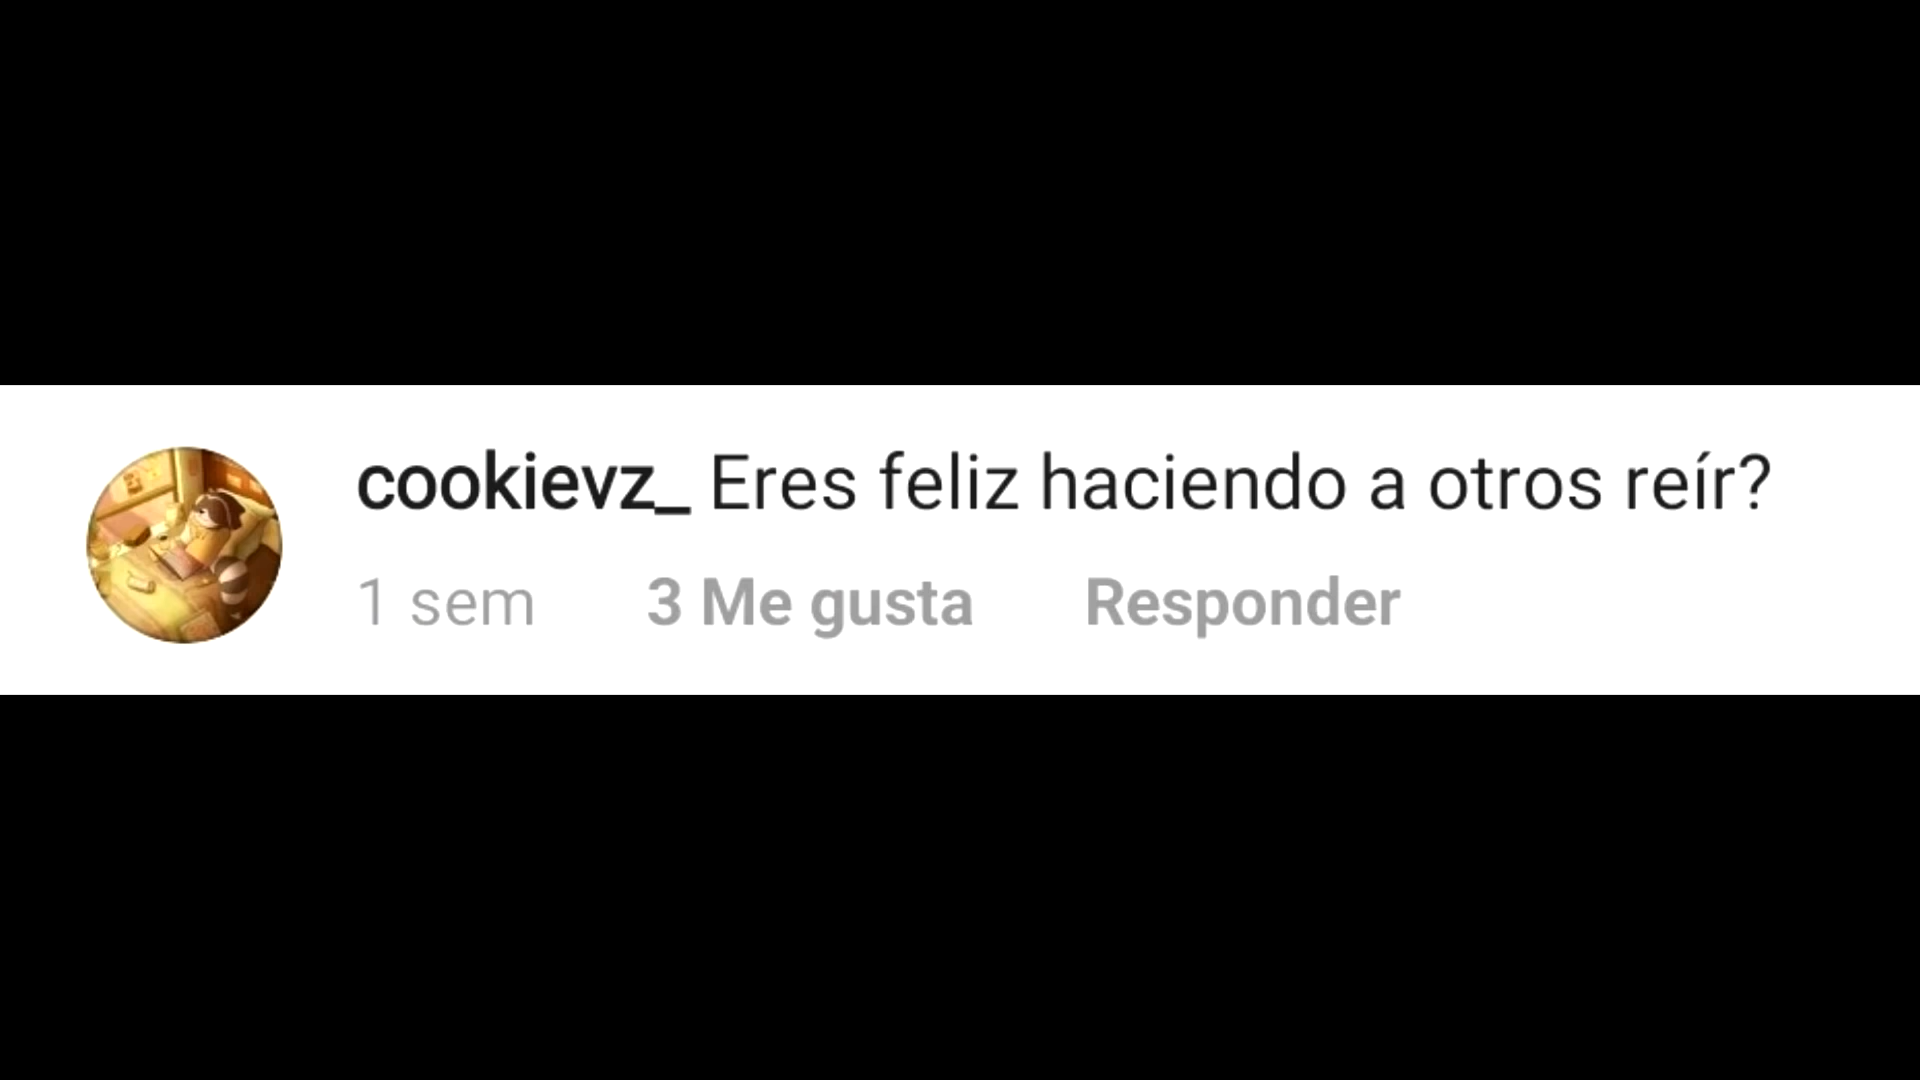 cookievz_ Eres feliz haciendo a otros reír?
1 sem 3 Me gusta Responder